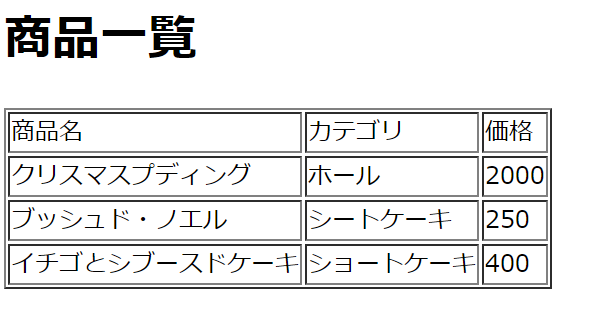 商品一覧
商品名 カテゴリ 価格
クリスマスプディング ホール 2000
ブッシュド・ノエル シートケーキ 250
イチゴとシブースドケーキ ショートケーキ 400